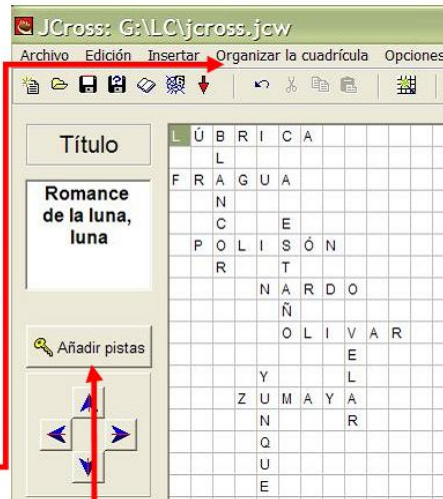 JCross: G:\LC\jcross.jcw
Archivo Edición Insertar Organizar la cuadrícula Opciones
Título
Romance
de la luna,
luna
Añadir pistas
L Ú B R I C A
L
F R A G U A
N
C E
P O L I S Ó N
R T
N A R D O
Ñ
O L I V A R
E
Y L
Z U M A Y A
N R
Q
U
E